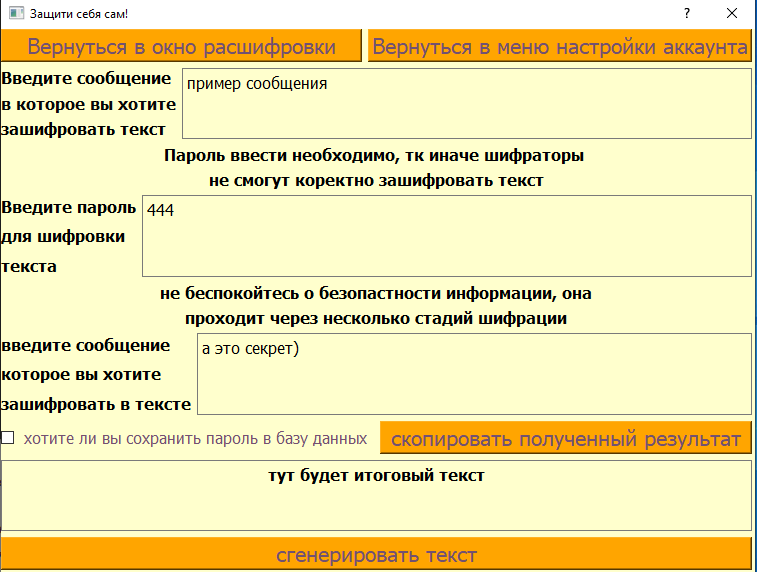 Защити себя сам!
Вернуться в окно расшифровки
Вернуться в меню настройки аккаунта
Введите сообщение
в которое вы хотите
зашифровать текст
пример сообщения
Пароль ввести необходимо, тк иначе шифраторы
не смогут коректно зашифровать текст
Введите пароль
для шифровки
текста
444
не беспокойтесь о безопастности информации, она
проходит через несколько стадий шифрации
введите сообщение
которое вы хотите
зашифровать в тексте
а это секрет)
хотите ли вы сохранить пароль в базу данных
скопировать полученный результат
тут будет итоговый текст
сгенерировать текст